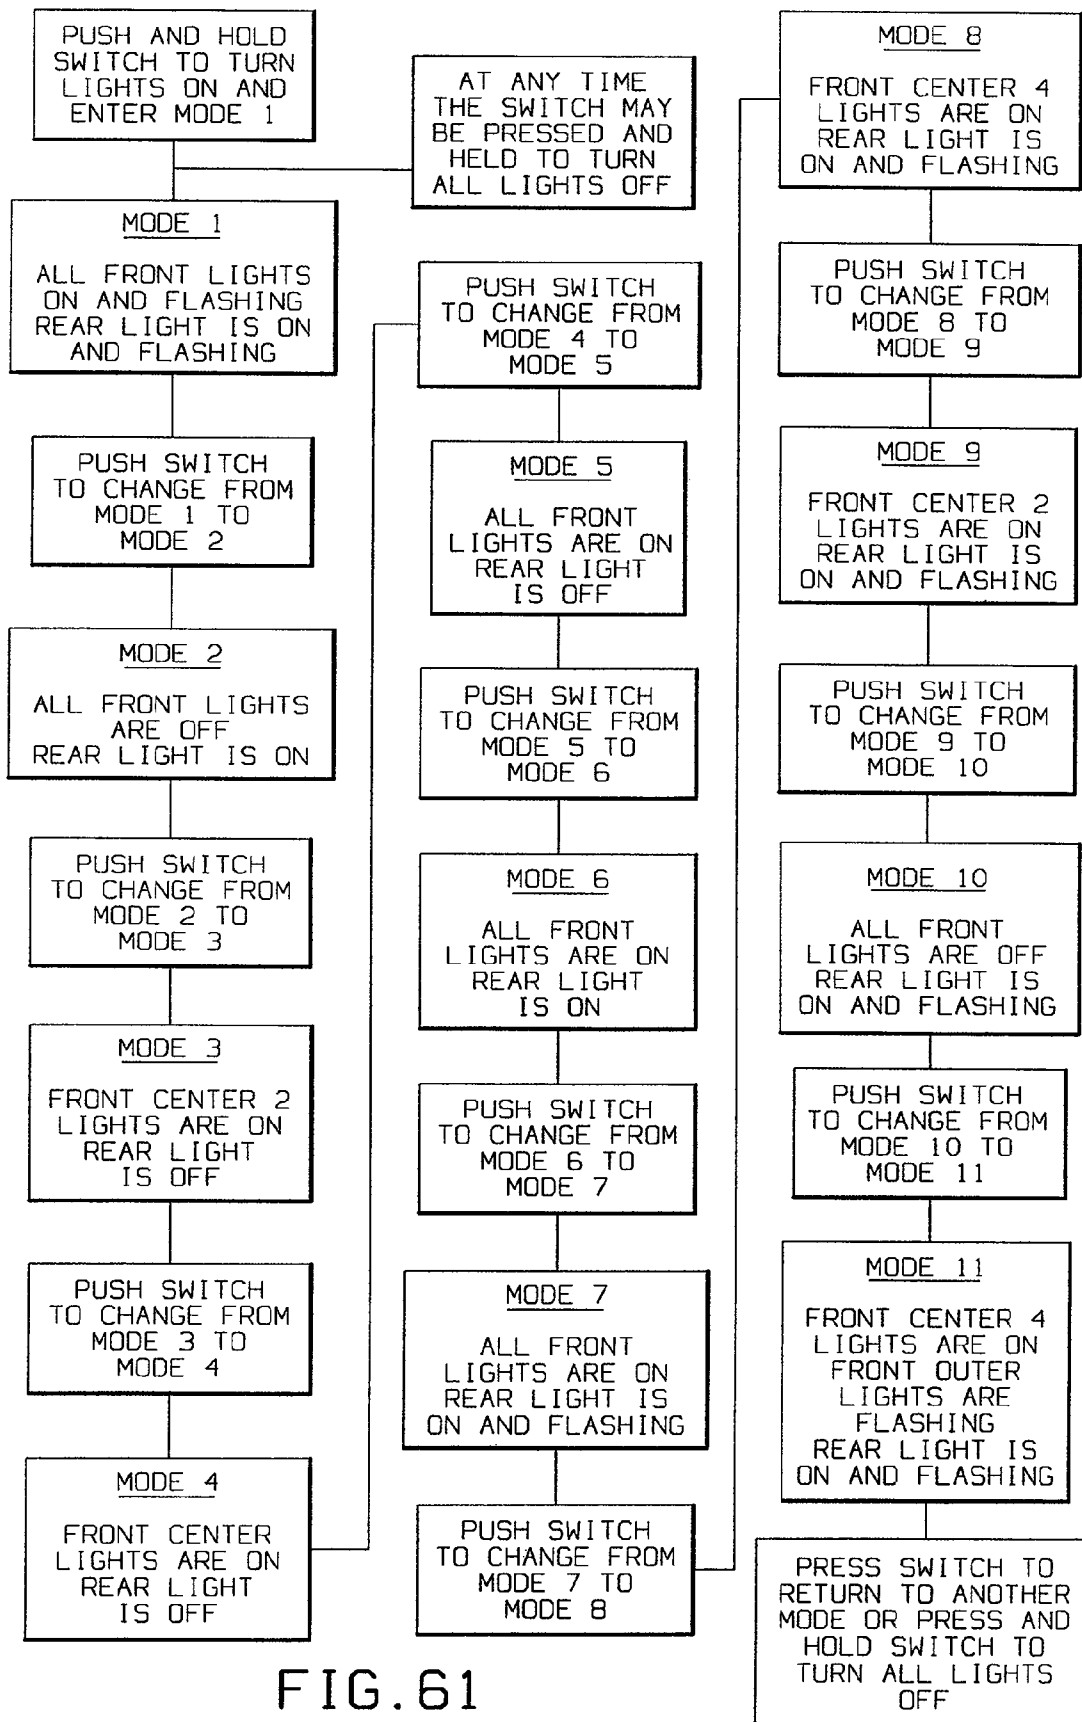 PUSH AND HOLD
SWITCH TO TURN
LIGHTS ON AND
ENTER MODE 1
AT ANY TIME
THE SWITCH MAY
BE PRESSED AND
HELD TO TURN
ALL LIGHTS OFF
MODE 1
ALL FRONT LIGHTS
ON AND FLASHING
REAR LIGHT IS ON
AND FLASHING
PUSH SWITCH
TO CHANGE FROM
MODE 1 TO
MODE 2
MODE 2
ALL FRONT LIGHTS
ARE OFF
REAR LIGHT IS ON
PUSH SWITCH
TO CHANGE FROM
MODE 2 TO
MODE 3
MODE 3
FRONT CENTER 2
LIGHTS ARE ON
REAR LIGHT
IS OFF
PUSH SWITCH
TO CHANGE FROM
MODE 3 TO
MODE 4
MODE 4
FRONT CENTER
LIGHTS ARE ON
REAR LIGHT
IS OFF
PUSH SWITCH
TO CHANGE FROM
MODE 4 TO
MODE 5
MODE 5
ALL FRONT
LIGHTS ARE ON
REAR LIGHT
IS OFF
PUSH SWITCH
TO CHANGE FROM
MODE 5 TO
MODE 6
MODE 6
ALL FRONT
LIGHTS ARE ON
REAR LIGHT
IS ON
PUSH SWITCH
TO CHANGE FROM
MODE 6 TO
MODE 7
MODE 7
ALL FRONT
LIGHTS ARE ON
REAR LIGHT IS
ON AND FLASHING
PUSH SWITCH
TO CHANGE FROM
MODE 7 TO
MODE 8
MODE 8
FRONT CENTER 4
LIGHTS ARE ON
REAR LIGHT IS
ON AND FLASHING
PUSH SWITCH
TO CHANGE FROM
MODE 8 TO
MODE 9
MODE 9
FRONT CENTER 2
LIGHTS ARE ON
REAR LIGHT IS
ON AND FLASHING
PUSH SWITCH
TO CHANGE FROM
MODE 9 TO
MODE 10
MODE 10
ALL FRONT
LIGHTS ARE OFF
REAR LIGHT IS
ON AND FLASHING
PUSH SWITCH
TO CHANGE FROM
MODE 10 TO
MODE 11
MODE 11
FRONT CENTER 4
LIGHTS ARE ON
FRONT OUTER
LIGHTS ARE
FLASHING
REAR LIGHT IS
ON AND FLASHING
PRESS SWITCH TO
RETURN TO ANOTHER
MODE OR PRESS AND
HOLD SWITCH TO
TURN ALL LIGHTS
OFF
FIG.61